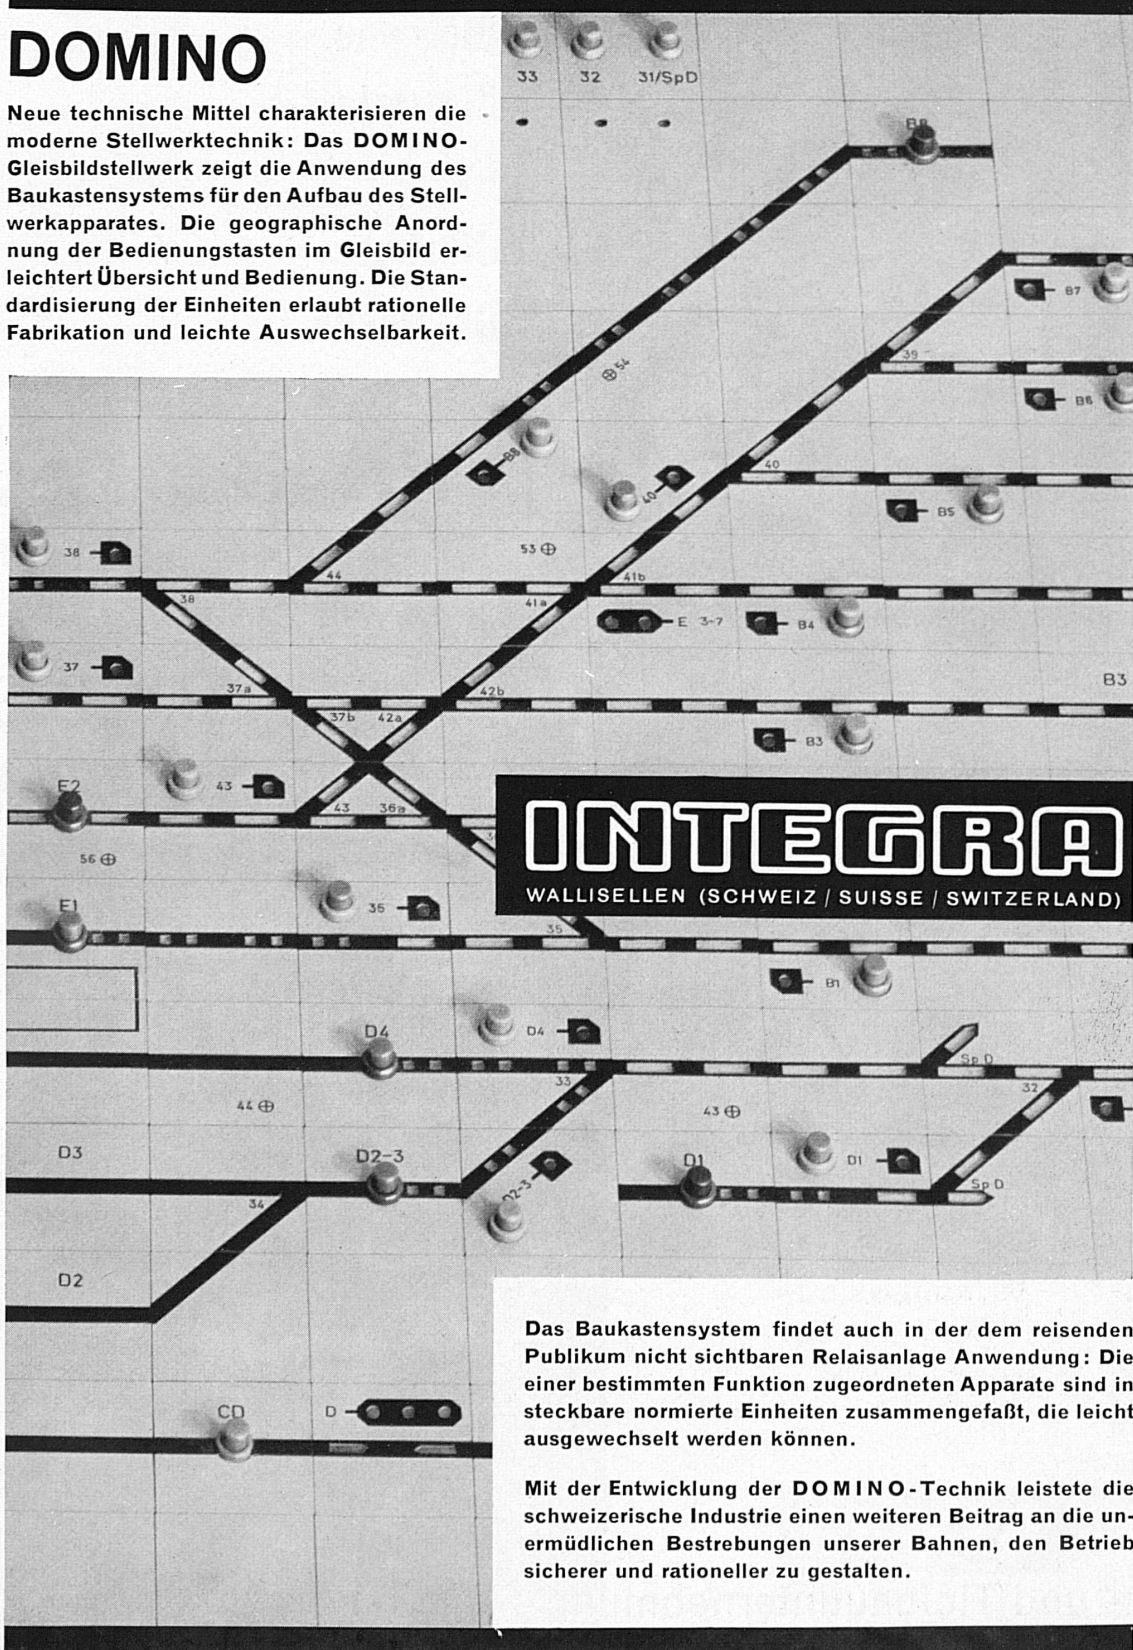 DOMINO
Neue technische Mittel charakterisieren die
moderne Stellwerktechnik: Das DOMINO-
Gleisbildstellwerk zeigt die Anwendung des
Baukastensystems für den Aufbau des Stell-
werkapparates. Die geographische Anord-
nung der Bedienungstasten im Gleisbild er-
leichtert Übersicht und Bedienung. Die Stan-
dardisierung der Einheiten erlaubt rationelle
Fabrikation und leichte Auswechselbarkeit.
33 32 31/SpD
B8
B7
39
54
B6
B8
40
40
B5
38
53
44
41b
38
41a
E 3-7
B4
37
B3
37a
42b
37b 42a
B3
43
E2
43 36a
INTEGRA
WALLISELLEN (SCHWEIZ / SUISSE / SWITZERLAND)
56
35
E1
35
B1
D4
D4
Sp D
33
32
44
43
D3
D2-3
D1
D1
D2-3
Sp D
34
D2
CD
D
Das Baukastensystem findet auch in der dem reisenden
Publikum nicht sichtbaren Relaisanlage Anwendung: Die
einer bestimmten Funktion zugeordneten Apparate sind in
steckbare normierte Einheiten zusammengefaßt, die leicht
ausgewechselt werden können.
Mit der Entwicklung der DOMINO-Technik leistete die
schweizerische Industrie einen weiteren Beitrag an die un-
ermüdlichen Bestrebungen unserer Bahnen, den Betrieb
sicherer und rationeller zu gestalten.